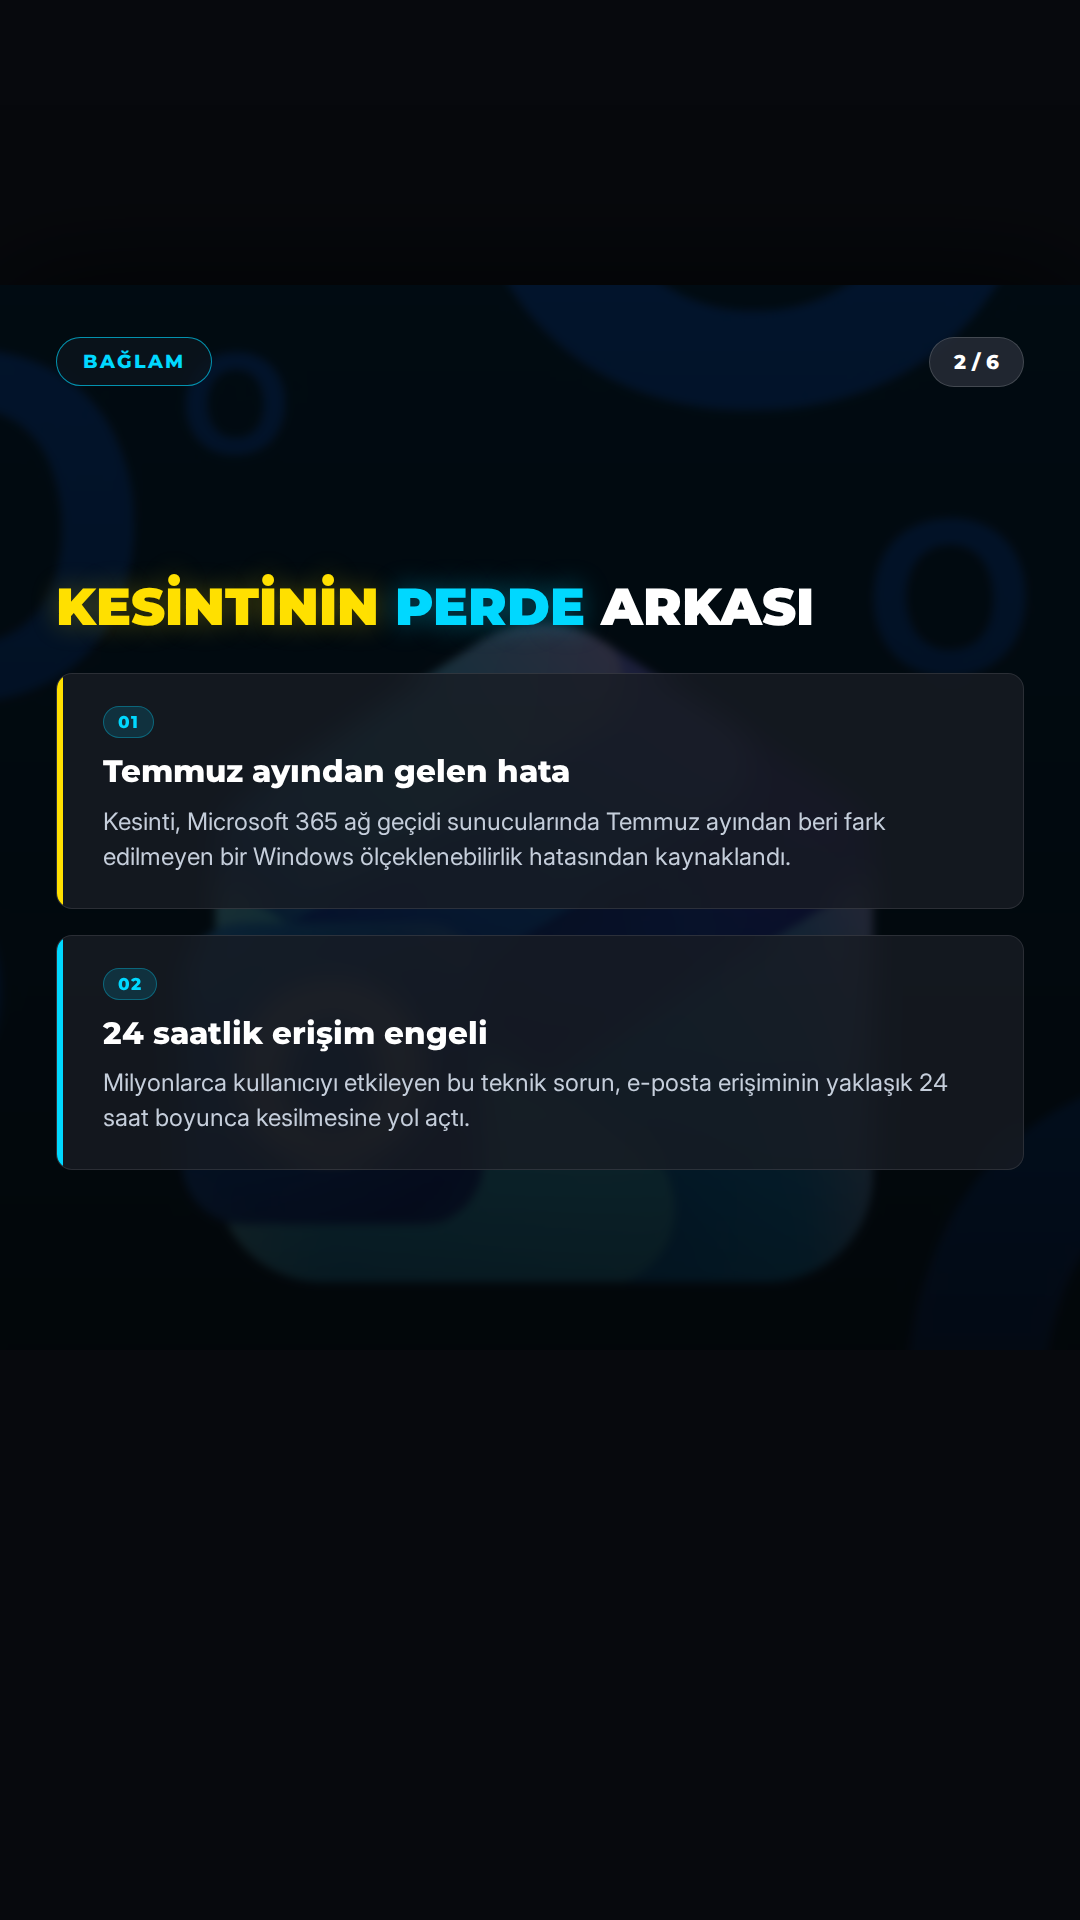 BAĞLAM
2 / 6
KESİNTİNİN PERDE ARKASI
01
Temmuz ayından gelen hata
Kesinti, Microsoft 365 ağ geçidi sunucularında Temmuz ayından beri fark
edilmeyen bir Windows ölçeklenebilirlik hatasından kaynaklandı.
02
24 saatlik erişim engeli
Milyonlarca kullanıcıyı etkileyen bu teknik sorun, e-posta erişiminin yaklaşık 24
saat boyunca kesilmesine yol açtı.